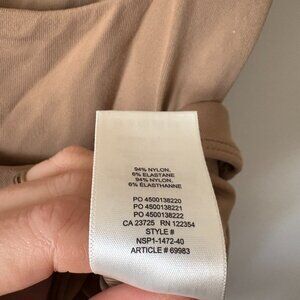 94% NYLON,
6% ELASTANE
94% NYLON,
6% ELASTHANNE
PO 4500138220
PO 4500138221
PO 4500138222
CA 23725 RN 122354
STYLE #
NSP1-1472-40
ARTICLE # 69983